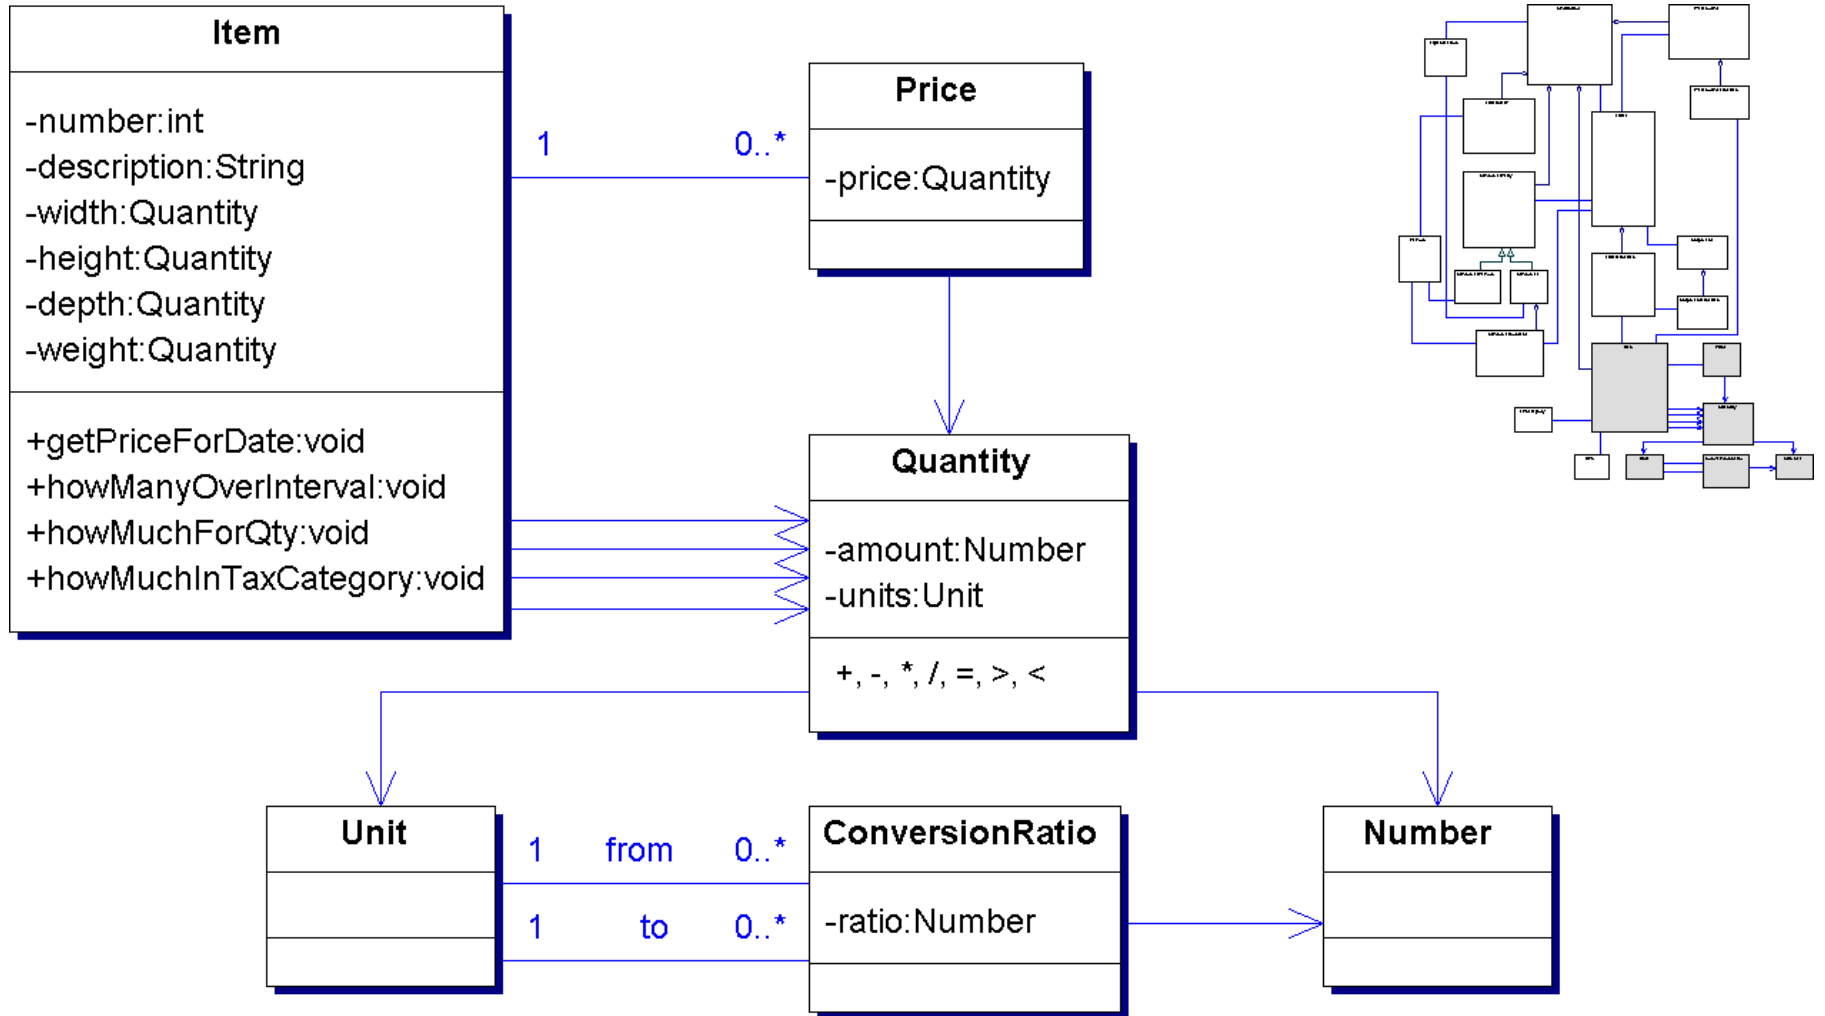 Item
-number:int
-description:String
-width:Quantity
-height:Quantity
-depth:Quantity
-weight:Quantity
+getPriceForDate:void
+howManyOverInterval:void
+howMuchForQty:void
+howMuchInTaxCategory:void
1 0..*
Price
-price:Quantity
Quantity
-amount:Number
-units:Unit
+, -, *, /, =, >, <
Unit
1 from 0..*
1 to 0..*
ConversionRatio
-ratio:Number
Number